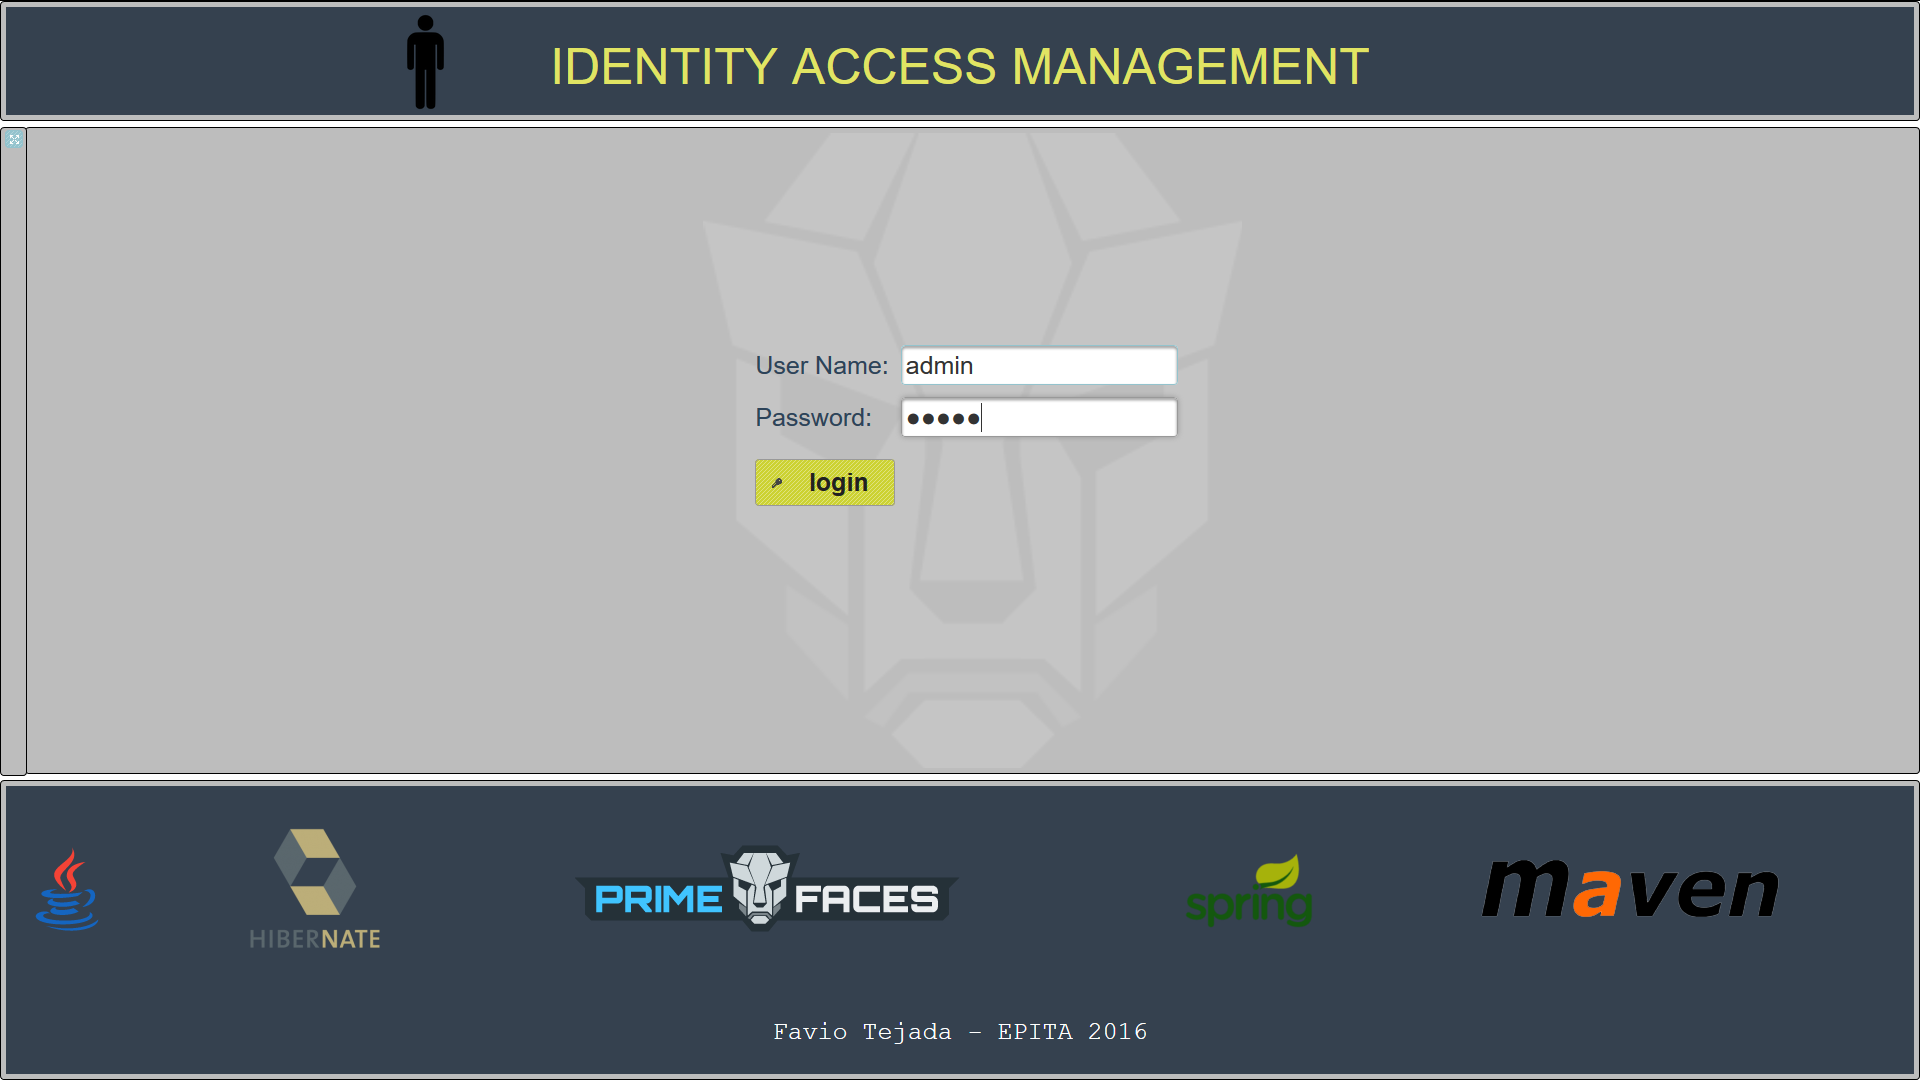 IDENTITY ACCESS MANAGEMENT
User Name: admin
Password: ●●●●●
login
HIBERNATE
PRIME FACES
spring
maven
Favio Tejada - EPITA 2016